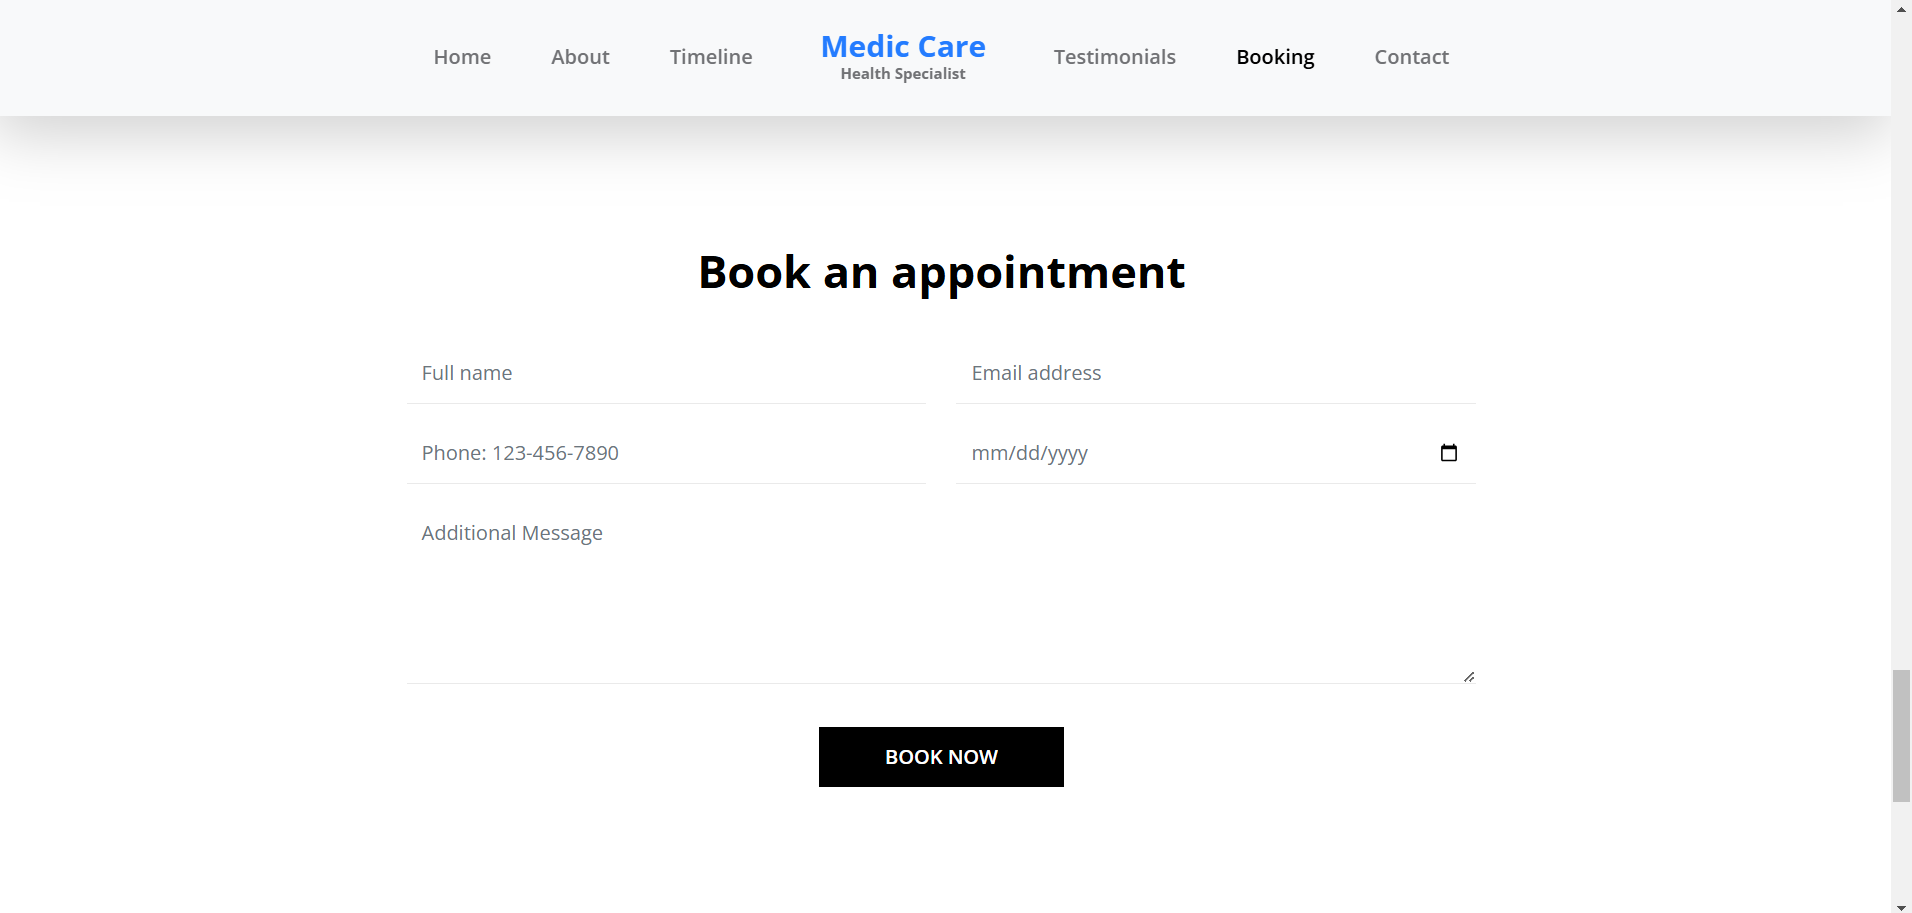 Home About Timeline Medic Care Testimonials Booking Contact
Health Specialist
Book an appointment
Full name Email address
Phone: 123-456-7890 mm/dd/yyyy
Additional Message
BOOK NOW